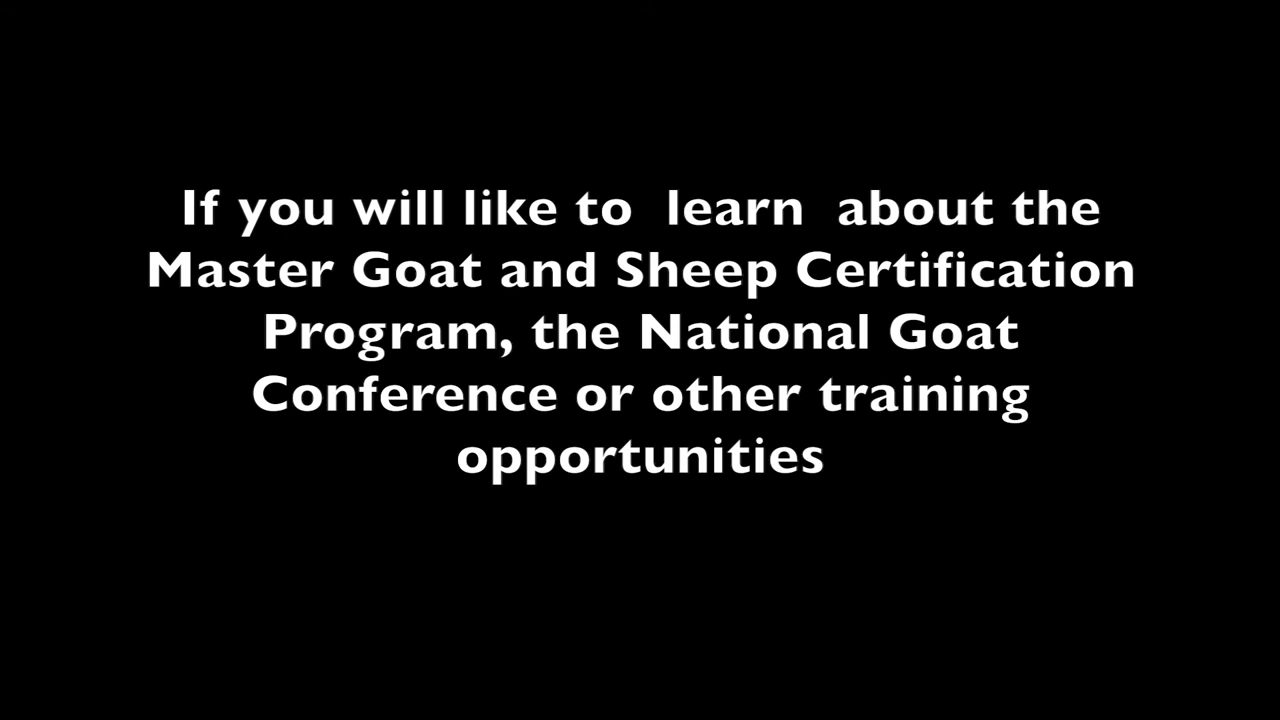 If you will like to  learn  about the
Master Goat and Sheep Certification
Program, the National Goat
Conference or other training
opportunities